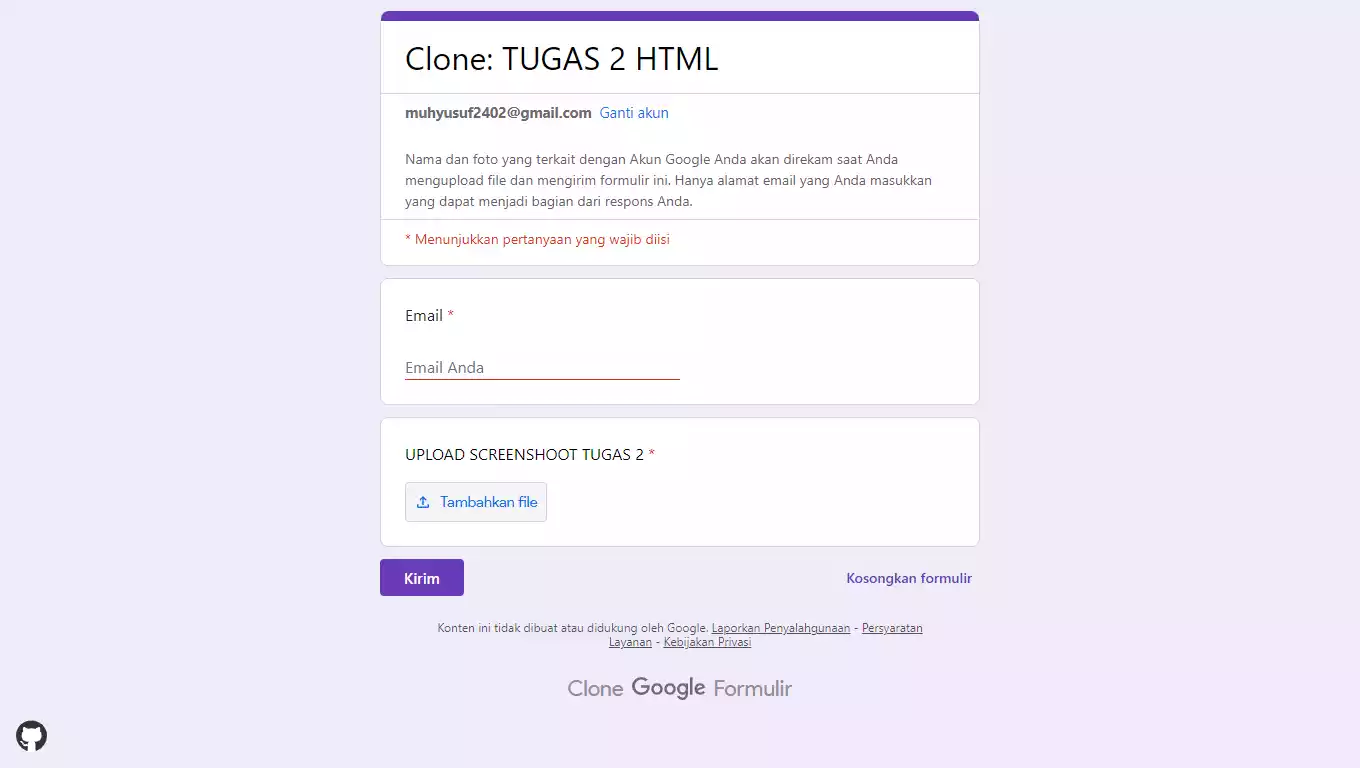 Clone: TUGAS 2 HTML
muhyusuf2402@gmail.com Ganti akun
Nama dan foto yang terkait dengan Akun Google Anda akan direkam saat Anda
mengupload file dan mengirim formulir ini. Hanya alamat email yang Anda masukkan
yang dapat menjadi bagian dari respons Anda.
* Menunjukkan pertanyaan yang wajib diisi
Email *
Email Anda
UPLOAD SCREENSHOOT TUGAS 2 *
Tambahkan file
Kirim Kosongkan formulir
Konten ini tidak dibuat atau didukung oleh Google. Laporkan Penyalahgunaan - Persyaratan
Layanan - Kebijakan Privasi
Clone Google Formulir